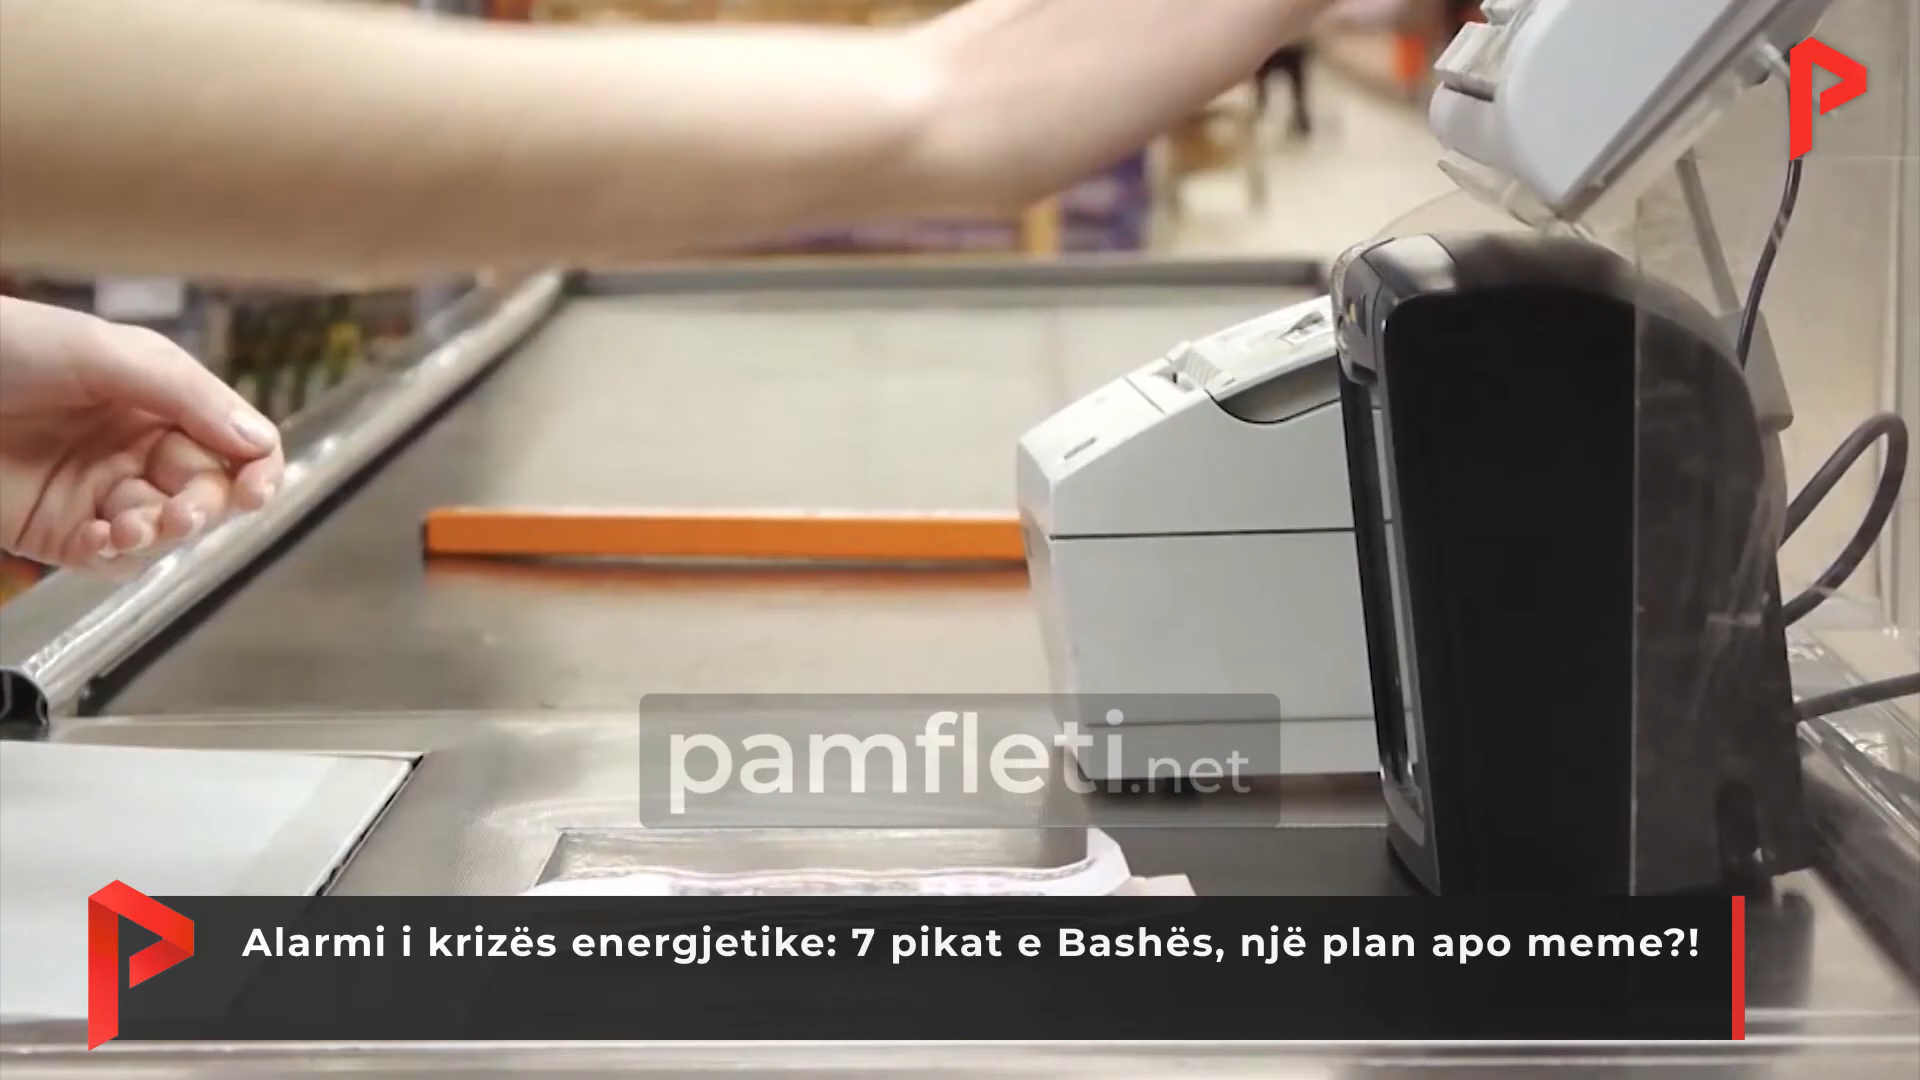 pamfleti.net
Alarmi i krizës energjetike: 7 pikat e Bashës, një plan apo meme?!